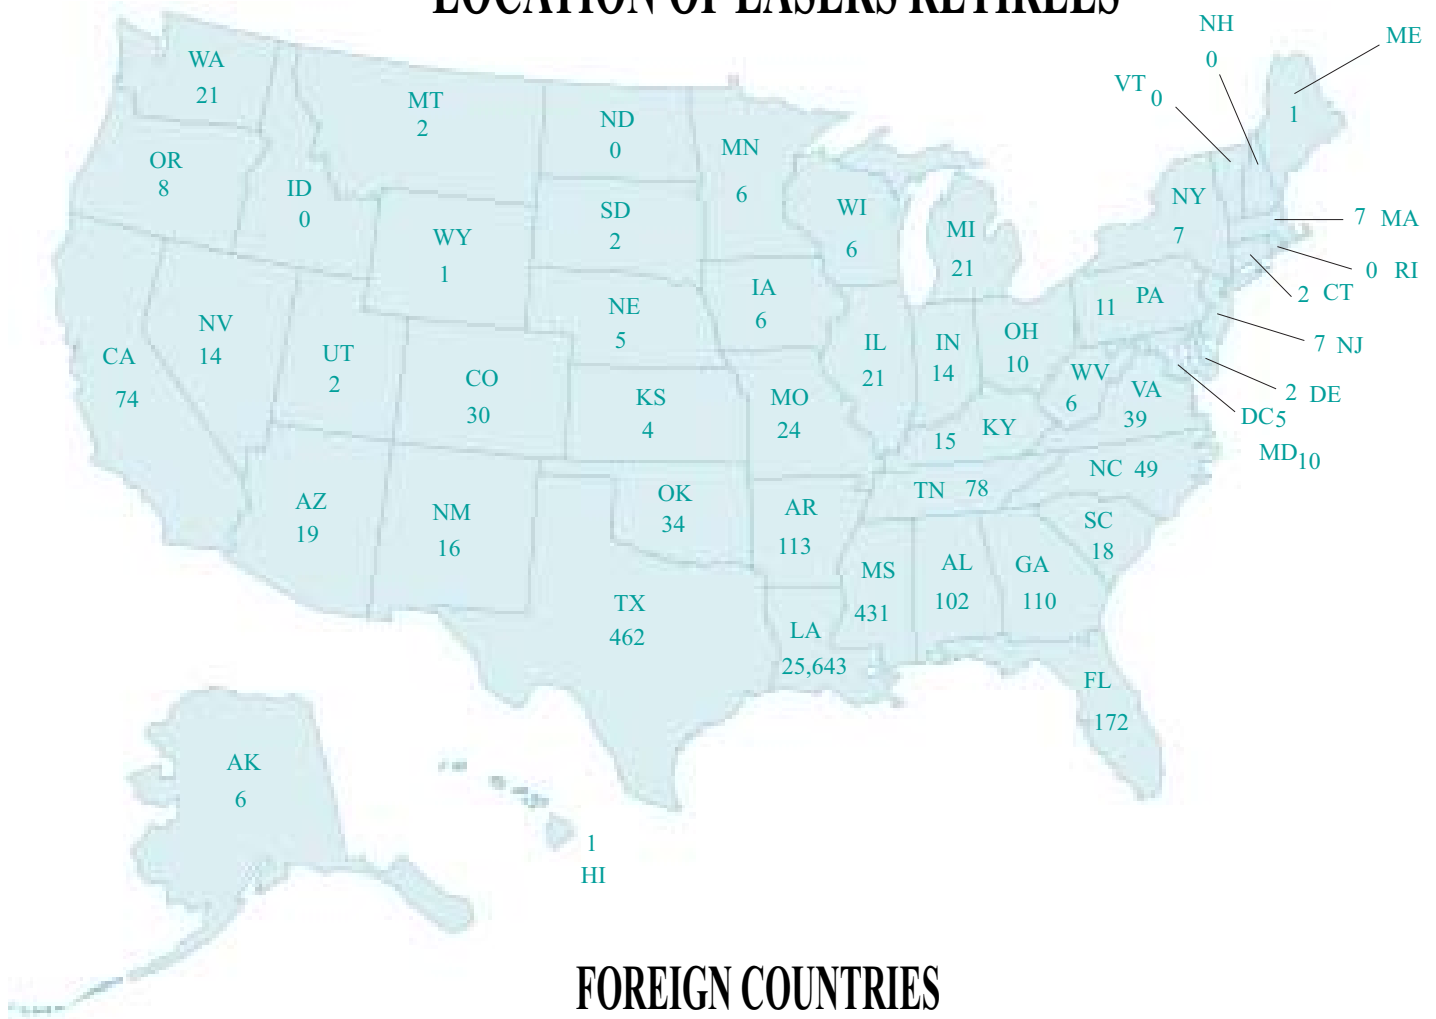 LOCATION OF LASERS RETIREES
NH
0
ME
1
VT 0
WA
21
MT
2
ND
0
MN
6
OR
8
ID
0
SD
2
WI
6
NY
7
7 MA
WY
1
MI
21
0 RI
2 CT
NE
5
IA
6
11 PA
NV
14
UT
2
CA
74
CO
30
IL
21
IN
14
OH
10
7 NJ
WV
6
VA
39
2 DE
DC5
MD10
KS
4
MO
24
15 KY
NC 49
AZ
19
NM
16
OK
34
AR
113
TN 78
SC
18
TX
462
LA
25,643
MS
431
AL
102
GA
110
FL
172
AK
6
1
HI
FOREIGN COUNTRIES